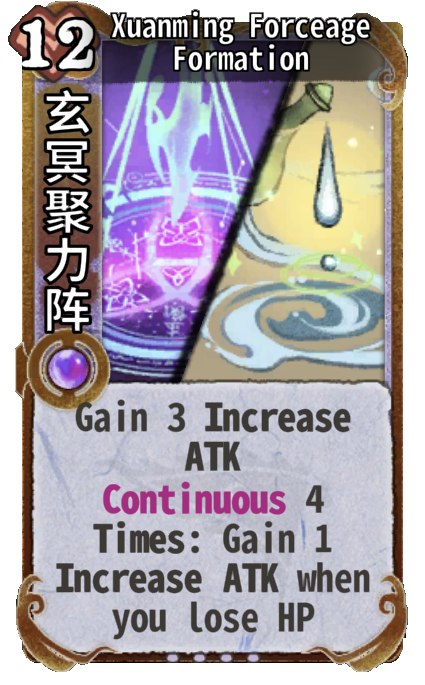 12
Xuanming Forceage
Formation
玄冥聚力阵
Gain 3 Increase
ATK
Continuous 4
Times: Gain 1
Increase ATK when
you lose HP